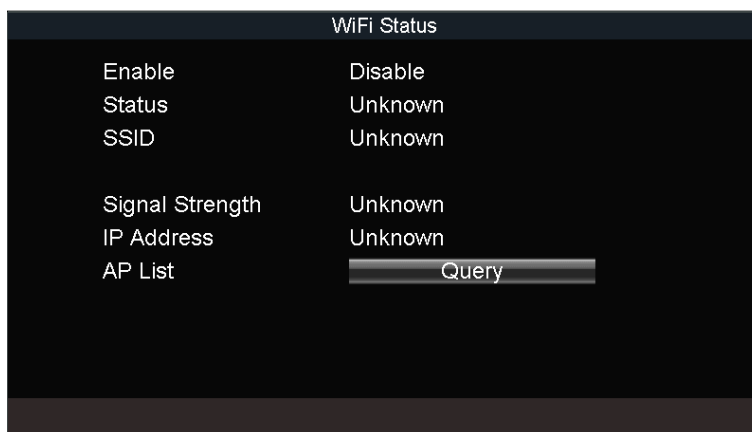 WiFi Status
Enable Disable
Status Unknown
SSID Unknown
Signal Strength Unknown
IP Address Unknown
AP List Query